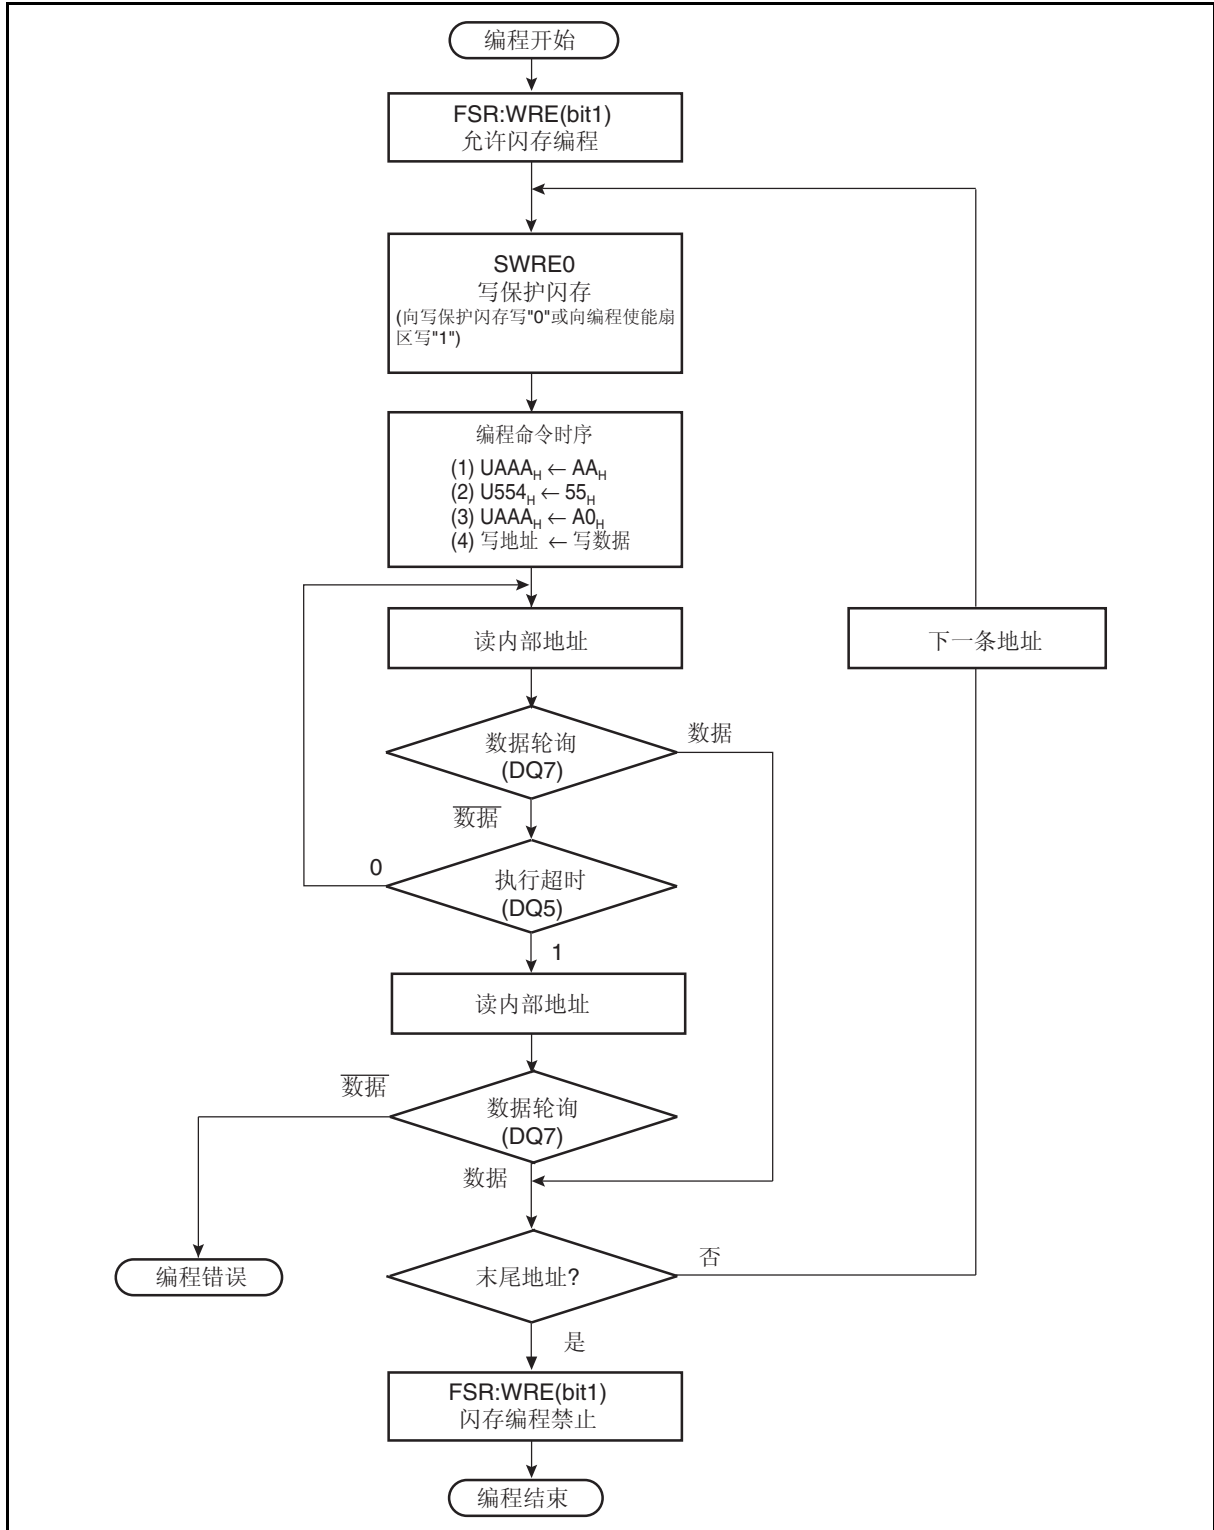 编程开始
FSR:WRE(bit1)
允许闪存编程
SWRE0
写保护闪存
(向写保护闪存写"0"或向编程使能扇
区写"1")
编程命令时序
(1) UAAAH ← AAH
(2) U554H ← 55H
(3) UAAAH ← A0H
(4) 写地址 ← 写数据
读内部地址
下一条地址
数据轮询
(DQ7)
数据
数据
执行超时
(DQ5)
0
1
读内部地址
数据轮询
(DQ7)
数据
数据
编程错误
末尾地址?
否
是
FSR:WRE(bit1)
闪存编程禁止
编程结束